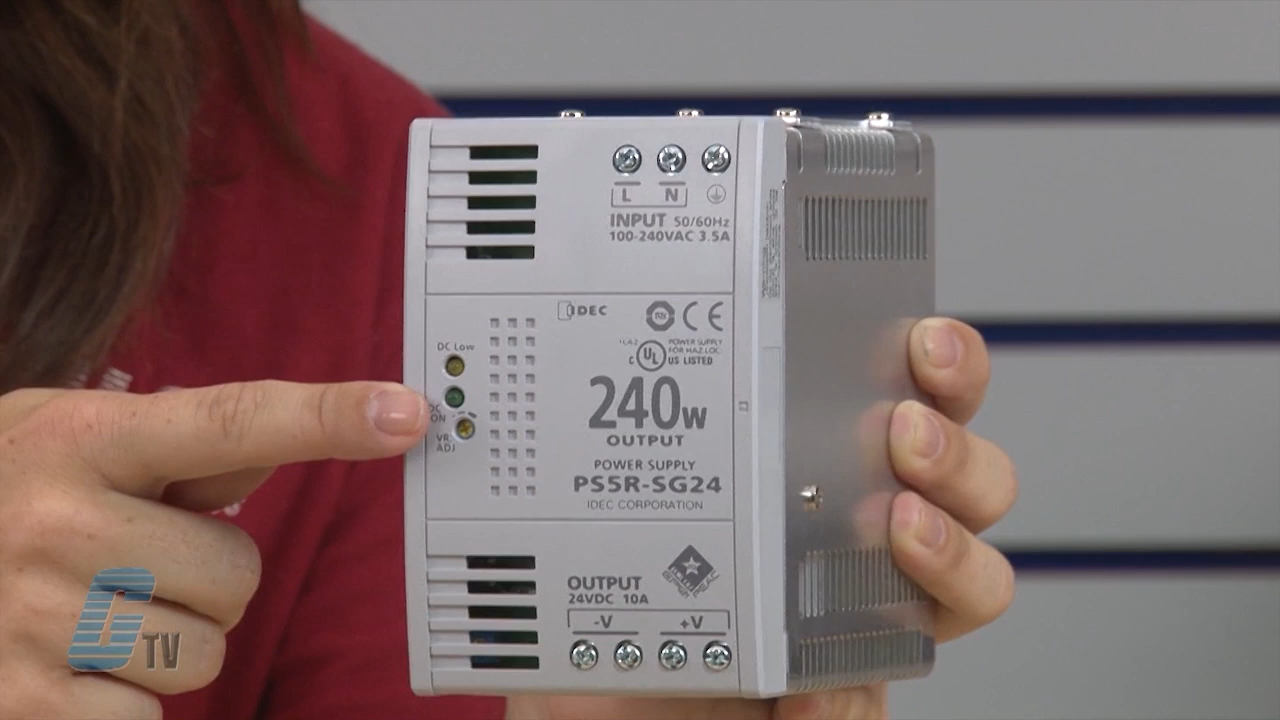 L N
INPUT 50/60Hz
100-240VAC 3.5A
IDEC
CE
DC Low
POWER SUPPLY
FOR HAZ.LOC.
C UL US LISTED
DC
ON
240W
OUTPUT
VR.
ADJ
POWER SUPPLY
PS5R-SG24
IDEC CORPORATION
OUTPUT
24VDC 10A
-V +V
G TV